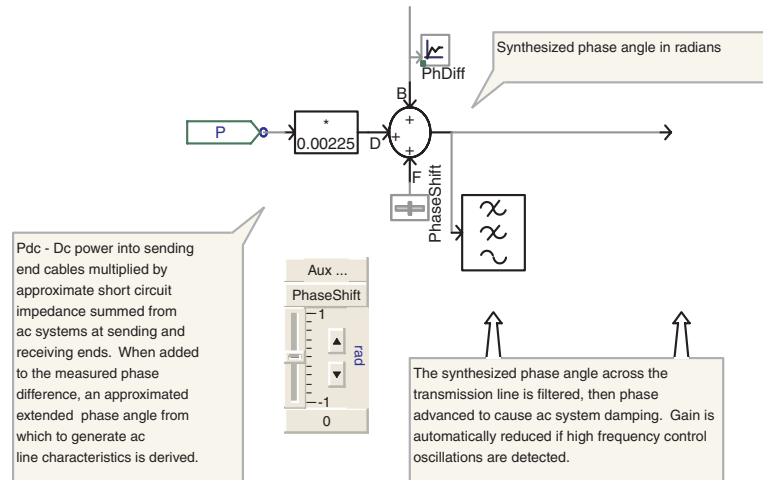 Synthesized phase angle in radians
PhDiff
B
+
P
*
0.00225
D
+
+
F
PhaseShift
Pdc - Dc power into sending
end cables multiplied by
approximate short circuit
impedance summed from
ac systems at sending and
receiving ends. When added
to the measured phase
difference, an approximated
extended phase angle from
which to generate ac
line characteristics is derived.
Aux ...
PhaseShift
1
rad
-1
0
The synthesized phase angle across the
transmission line is filtered, then phase
advanced to cause ac system damping. Gain is
automatically reduced if high frequency control
oscillations are detected.